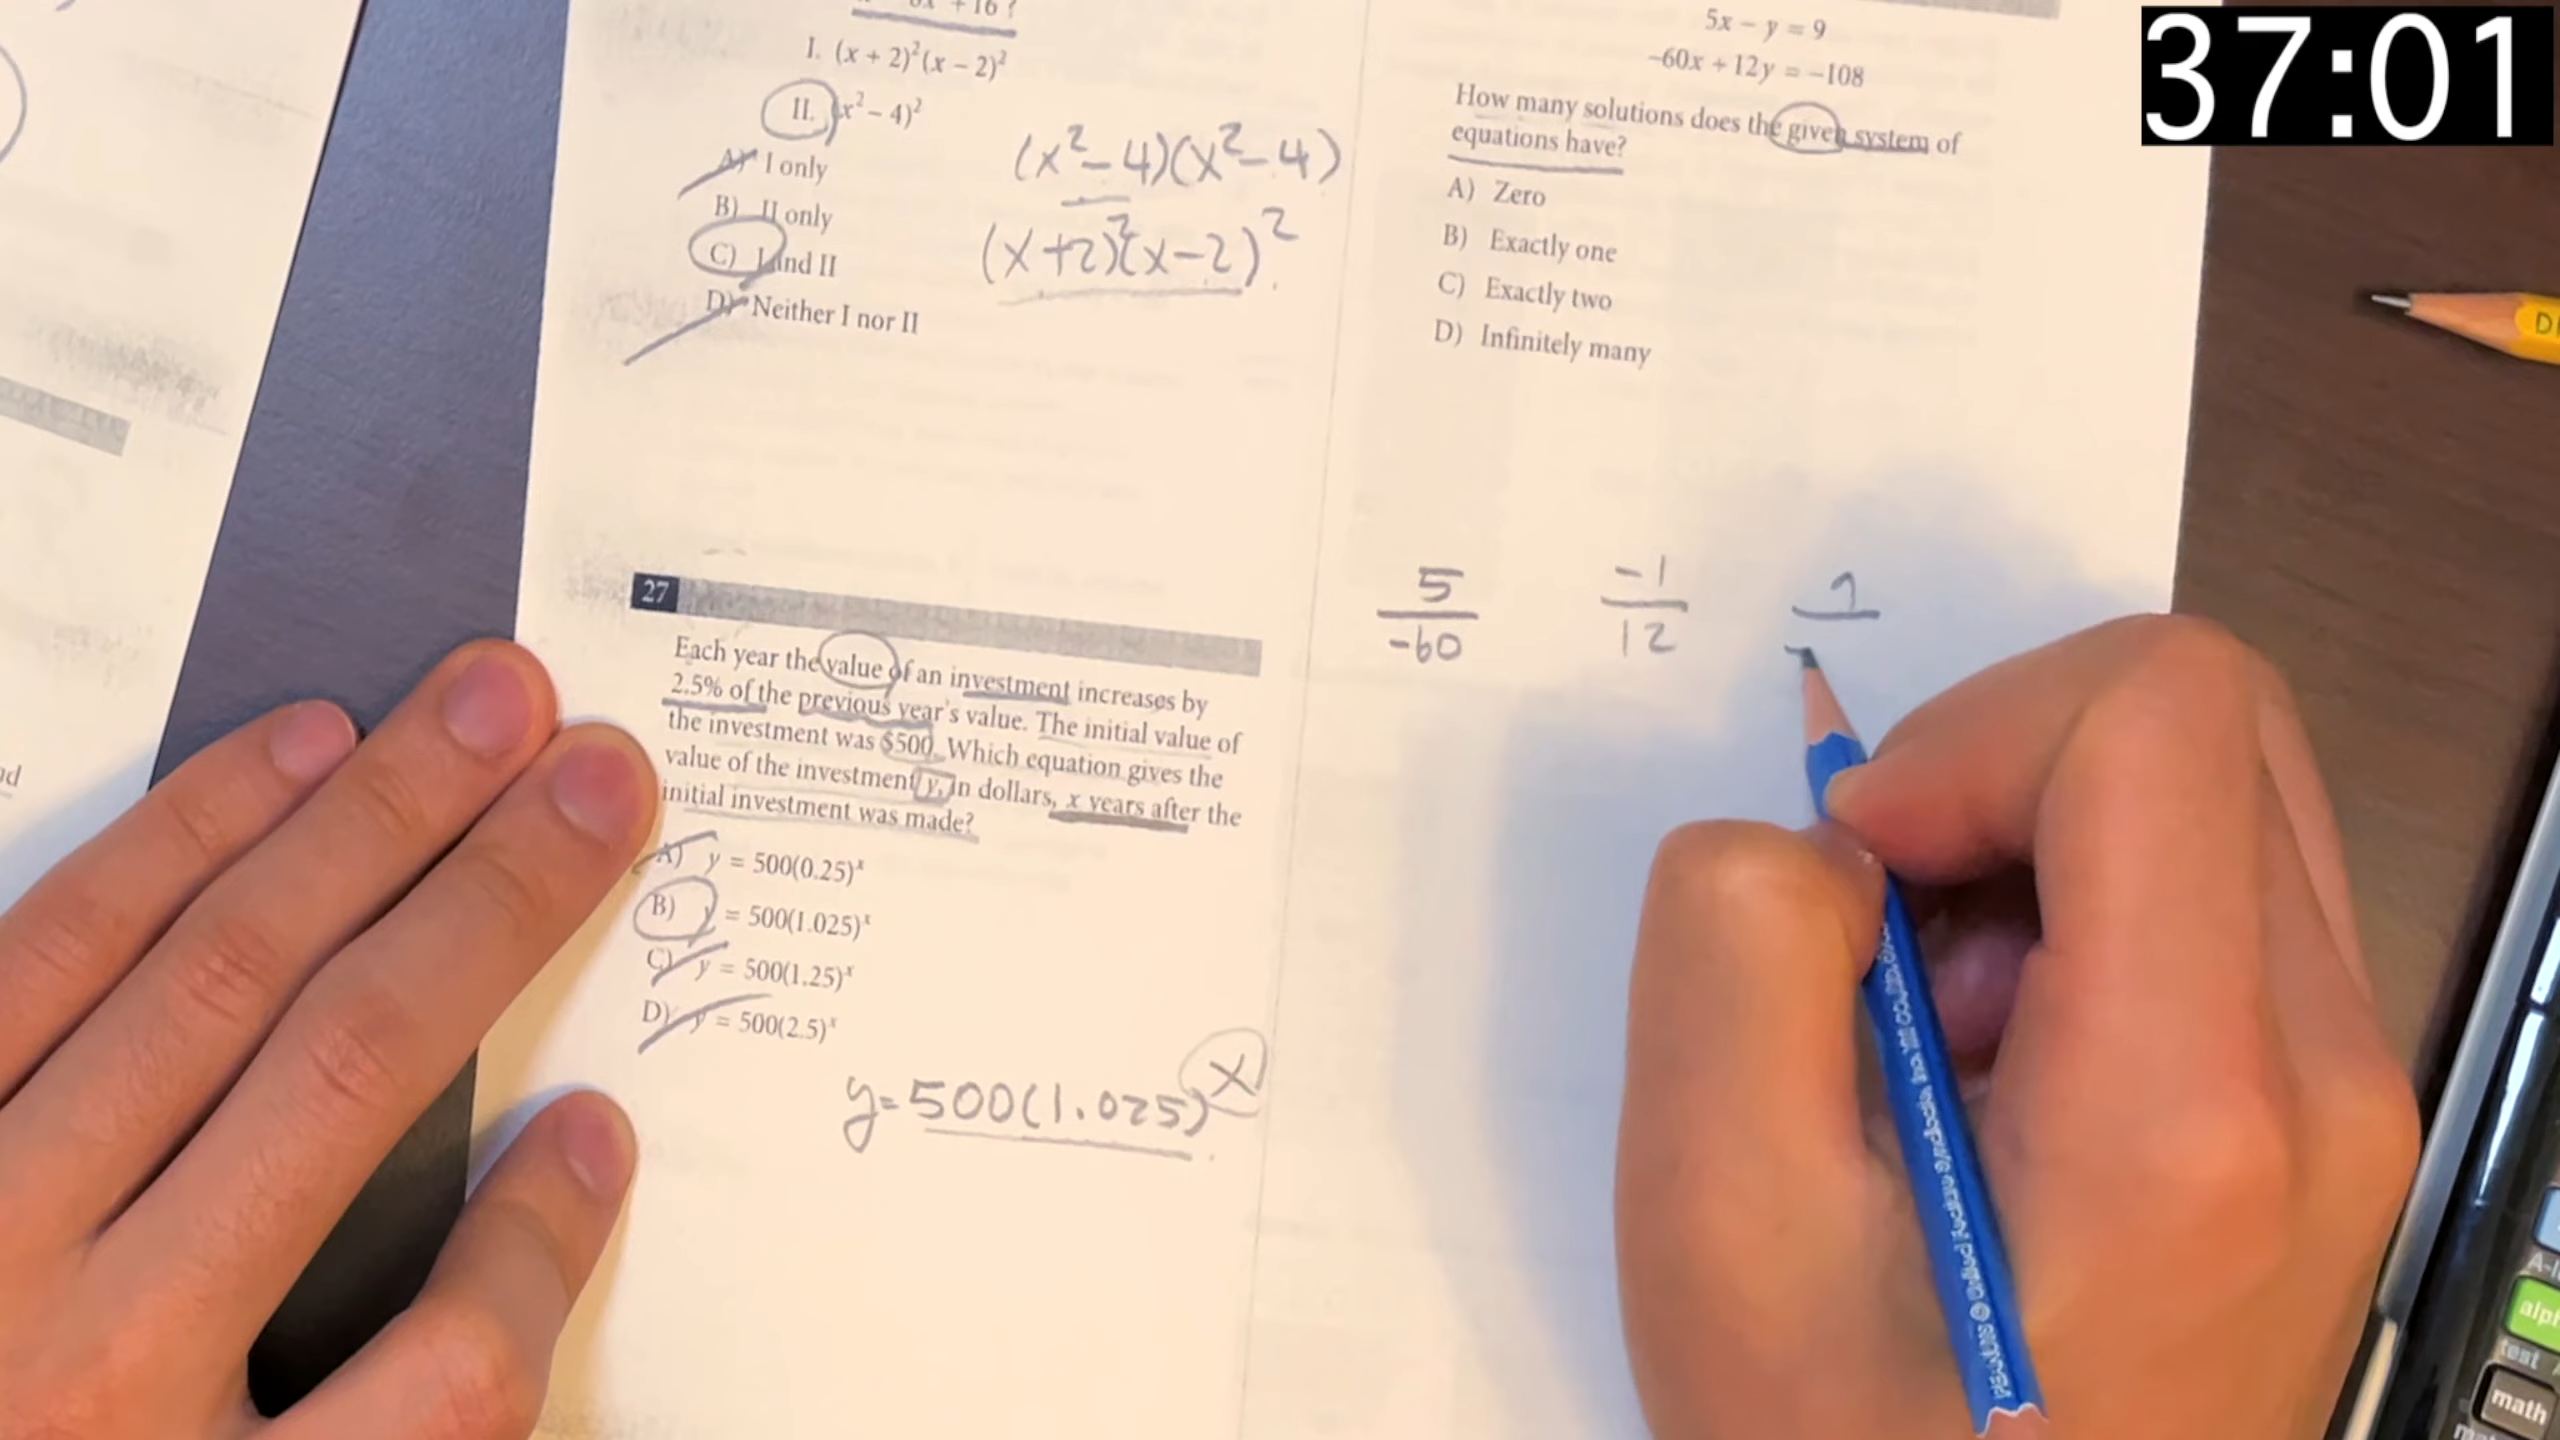 + 16?
I. (x + 2)²(x − 2)²
II. (x² − 4)²
A) I only
B) II only
C) I and II
D) Neither I nor II
(x²−4)(x²−4)
(x+2)²(x−2)²
27
Each year the value of an investment increases by
2.5% of the previous year's value. The initial value of
the investment was $500. Which equation gives the
value of the investment y, in dollars, x years after the
initial investment was made?
A) y = 500(0.25)ˣ
B) y = 500(1.025)ˣ
C) y = 500(1.25)ˣ
D) y = 500(2.5)ˣ
y=500(1.025)ˣ
5x − y = 9
−60x + 12y = −108
How many solutions does the given system of
equations have?
A) Zero
B) Exactly one
C) Exactly two
D) Infinitely many
5 -1 9
-60 12 -
37:01
alp
test
math